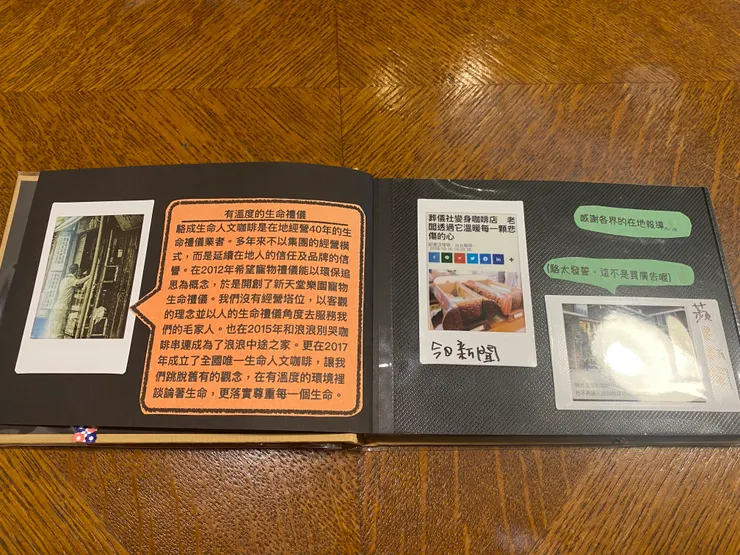 有溫度的生命禮儀
駱成生命人文咖啡是在地經營40年的生
命禮儀業者。多年來不以集團的經營模
式，而是延續在地人的信任及品牌的信
譽。在2012年希望寵物禮儀能以環保追
思為概念，於是開創了新天堂樂園寵物
生命禮儀。我們沒有經營塔位，以客觀
的理念並以人的生命禮儀角度去服務我
們的毛家人。也在2015年和浪浪別哭咖
啡串連成為了浪浪中途之家。更在2017
年成立了全國唯一生命人文咖啡，讓我
們跳脫舊有的觀念，在有溫度的環境裡
談論著生命，更落實尊重每一個生命。
葬儀社變身咖啡店　老
闆透過它溫暖每一顆悲
傷的心
今日新聞
感謝各界的在地報導
(駱太發誓，這不是買廣告喔)
蘋